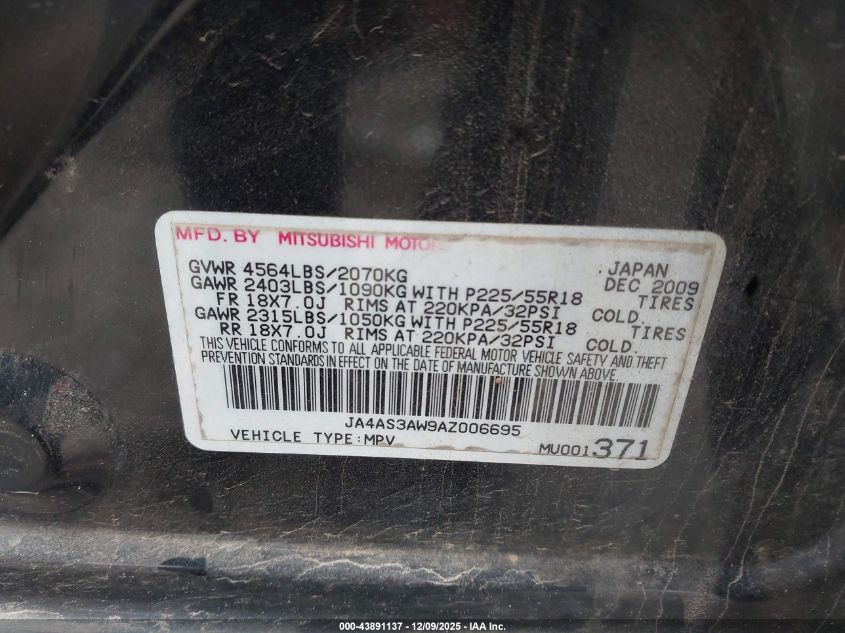 MFD. BY MITSUBISHI MOTORS
GVWR 4564LBS/2070KG JAPAN
GAWR 2403LBS/1090KG WITH P225/55R18 DEC 2009
FR 18X7.0J RIMS AT 220KPA/32PSI TIRES
GAWR 2315LBS/1050KG WITH P225/55R18 COLD.
RR 18X7.0J RIMS AT 220KPA/32PSI TIRES
COLD.
THIS VEHICLE CONFORMS TO ALL APPLICABLE FEDERAL MOTOR VEHICLE SAFETY AND THEFT
PREVENTION STANDARDS IN EFFECT ON THE DATE OF MANUFACTURE SHOWN ABOVE.
JA4AS3AW9AZ006695
VEHICLE TYPE:MPV MU001371
000-43891137 - 12/09/2025 - IAA, Inc.